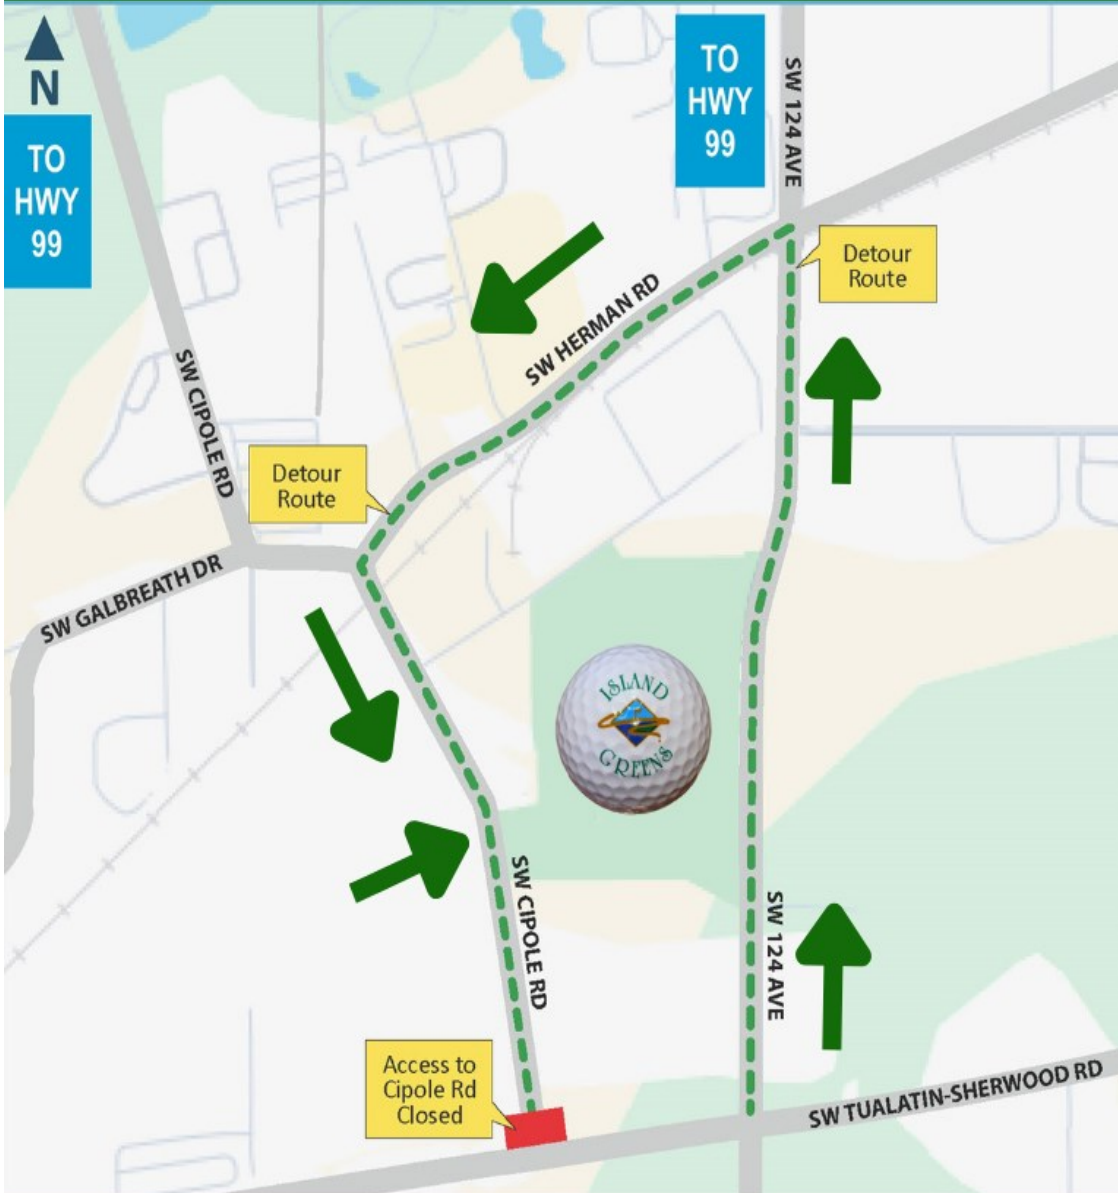 N
TO
HWY
99
TO
HWY
99
SW 124 AVE
Detour
Route
SW HERMAN RD
SW CIPOLE RD
Detour
Route
SW GALBREATH DR
ISLAND
GREENS
SW CIPOLE RD
SW 124 AVE
Access to
Cipole Rd
Closed
SW TUALATIN-SHERWOOD RD